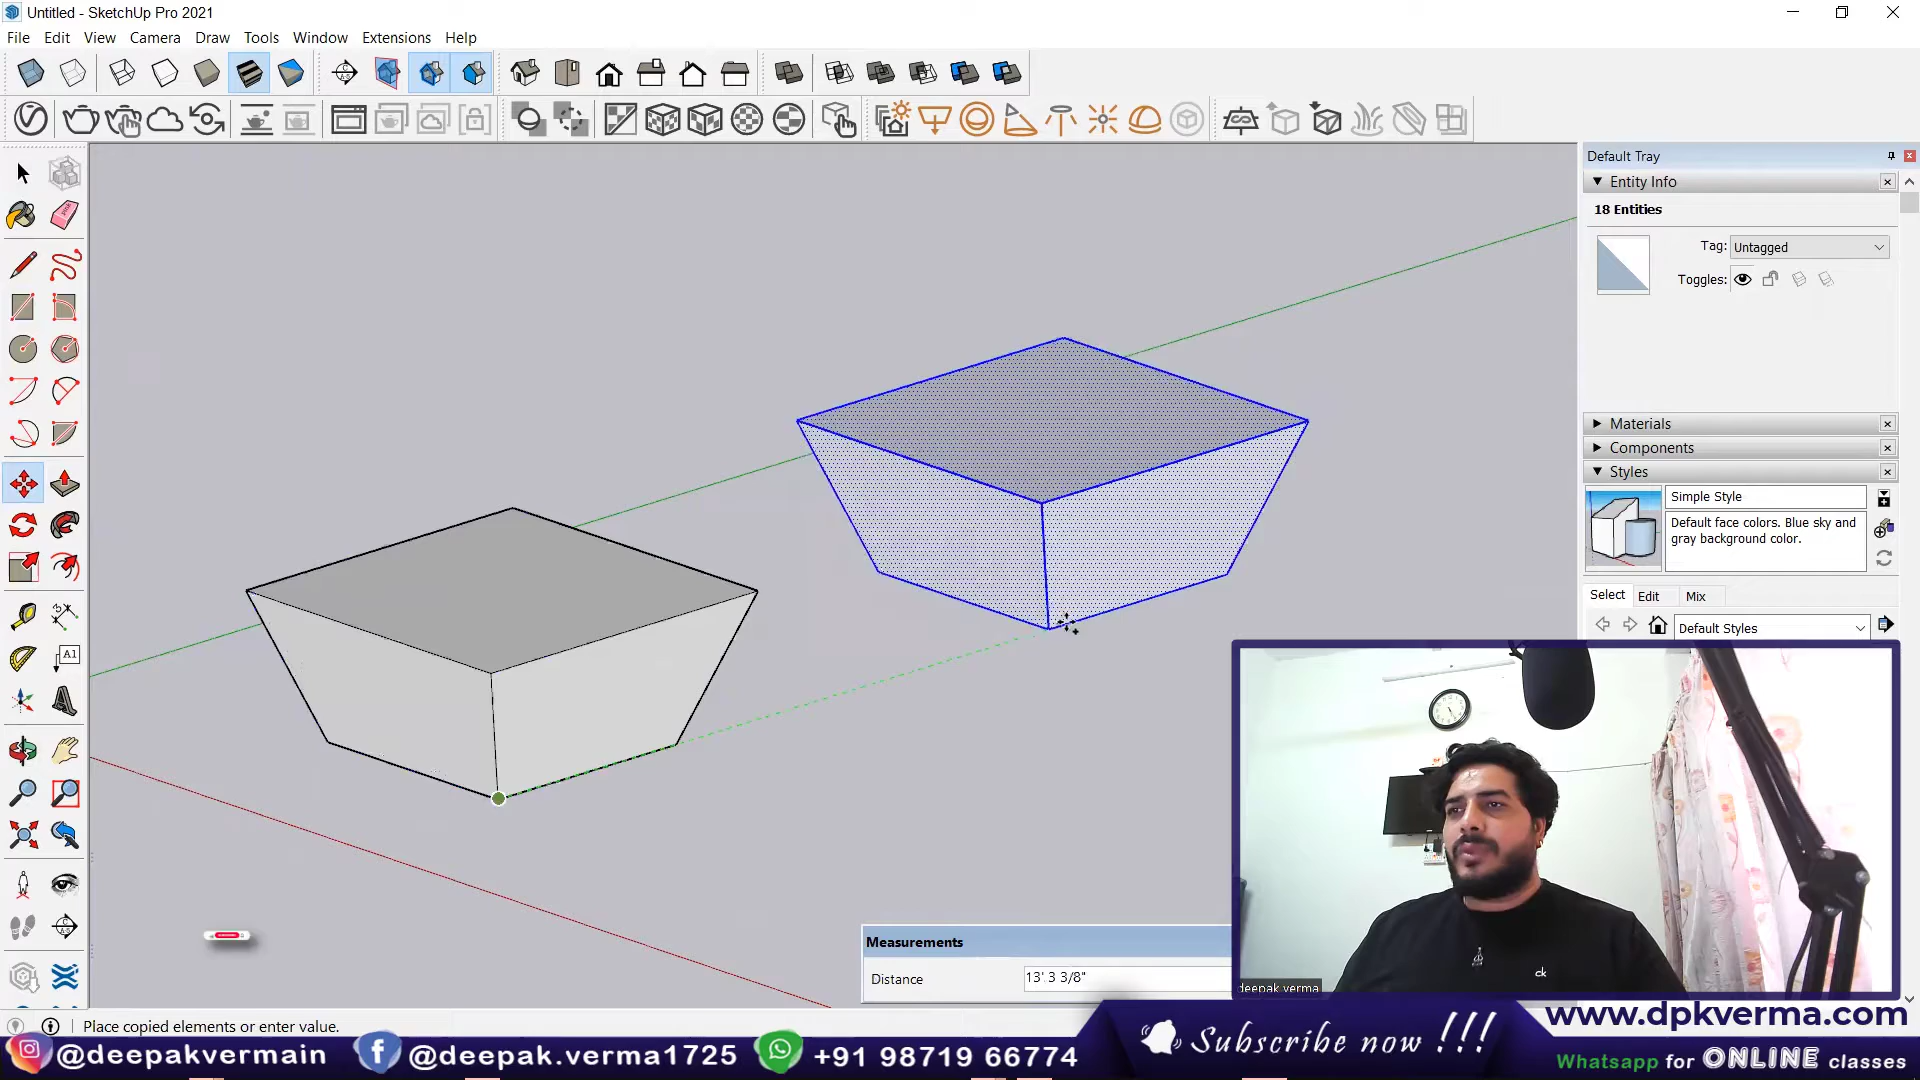 Untitled - SketchUp Pro 2021
File Edit View Camera Draw Tools Window Extensions Help
Default Tray
Entity Info
18 Entities
Tag: Untagged
Toggles:
Materials
Components
Styles
Simple Style
Default face colors. Blue sky and
gray background color.
Select Edit Mix
Default Styles
A1
Measurements
Distance 13' 3 3/8"
ck
deepak verma
Place copied elements or enter value.
@deepakvermain @deepak.verma1725 +91 98719 66774
Subscribe now !!!
www.dpkverma.com
Whatsapp for ONLINE classes